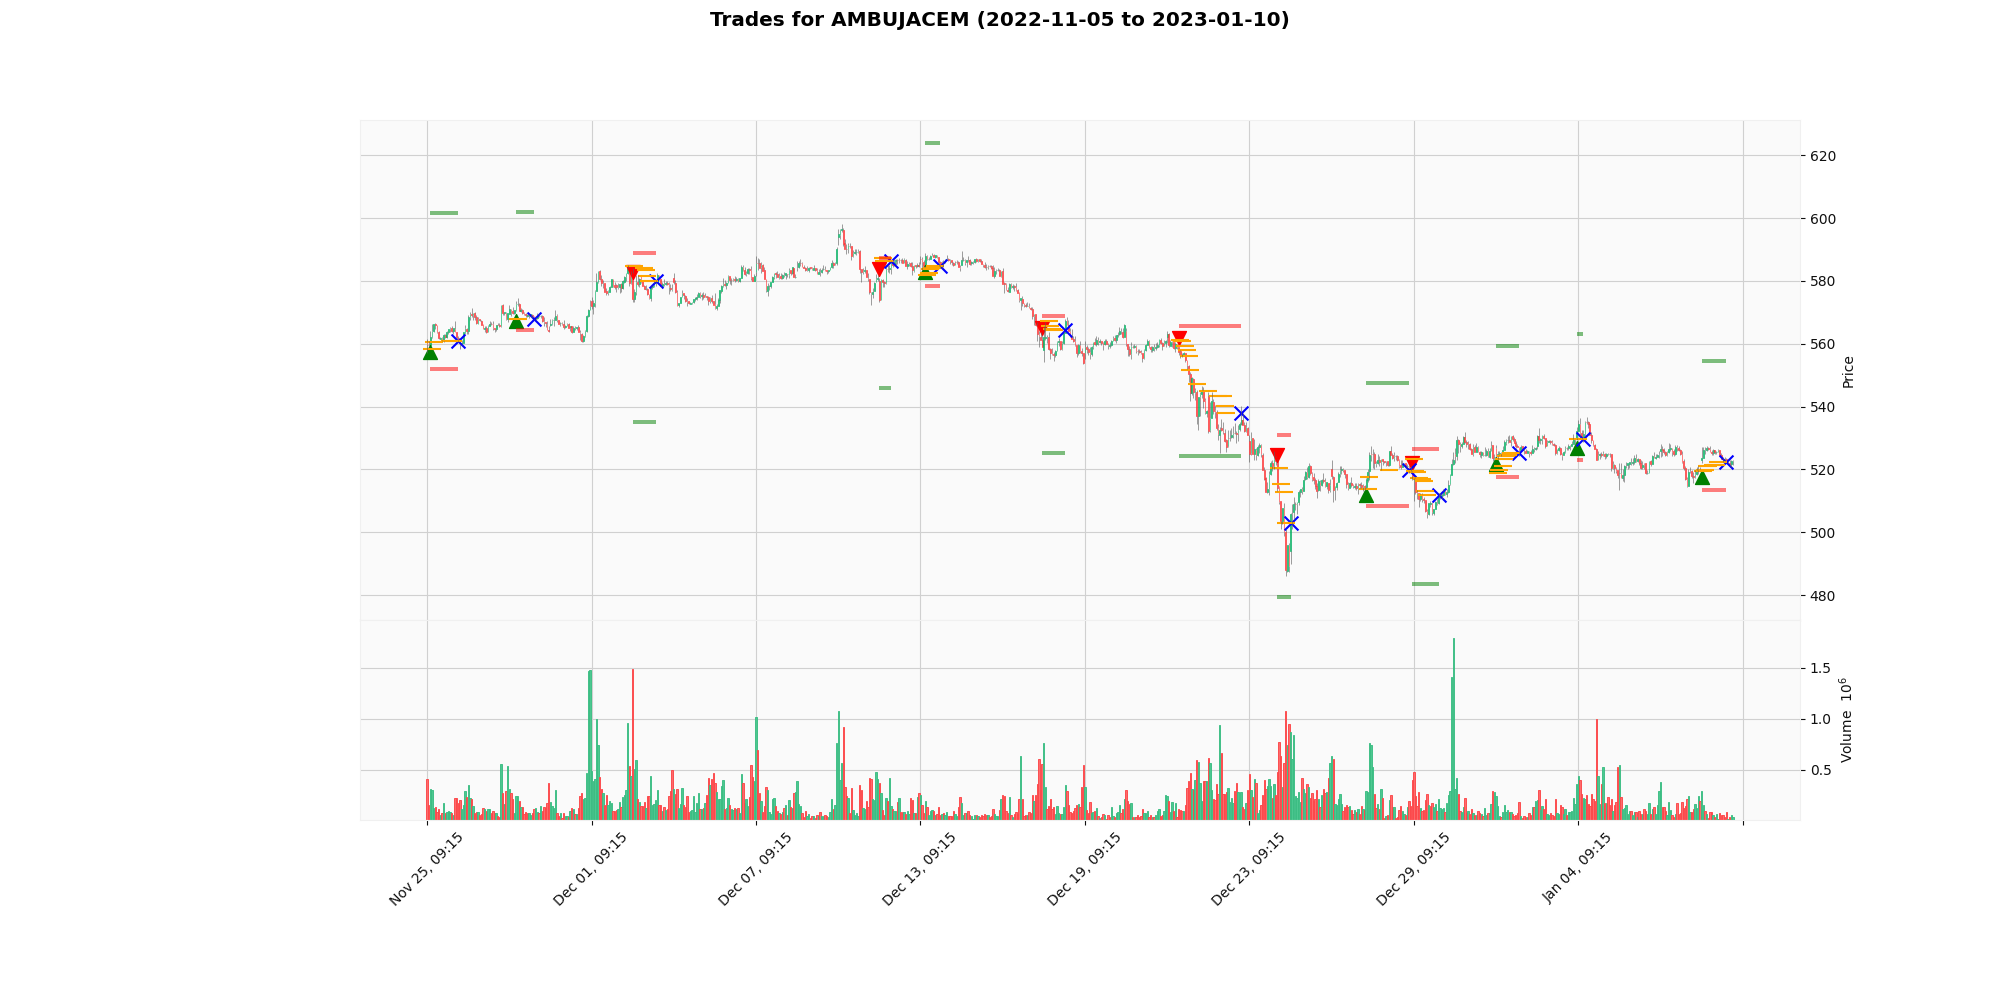 Trades for AMBUJACEM (2022-11-05 to 2023-01-10)
620
600
580
560
540
520
500
480
Price
1.5
1.0
0.5
Volume 10^6
Nov 25, 09:15
Dec 01, 09:15
Dec 07, 09:15
Dec 13, 09:15
Dec 19, 09:15
Dec 23, 09:15
Dec 29, 09:15
Jan 04, 09:15